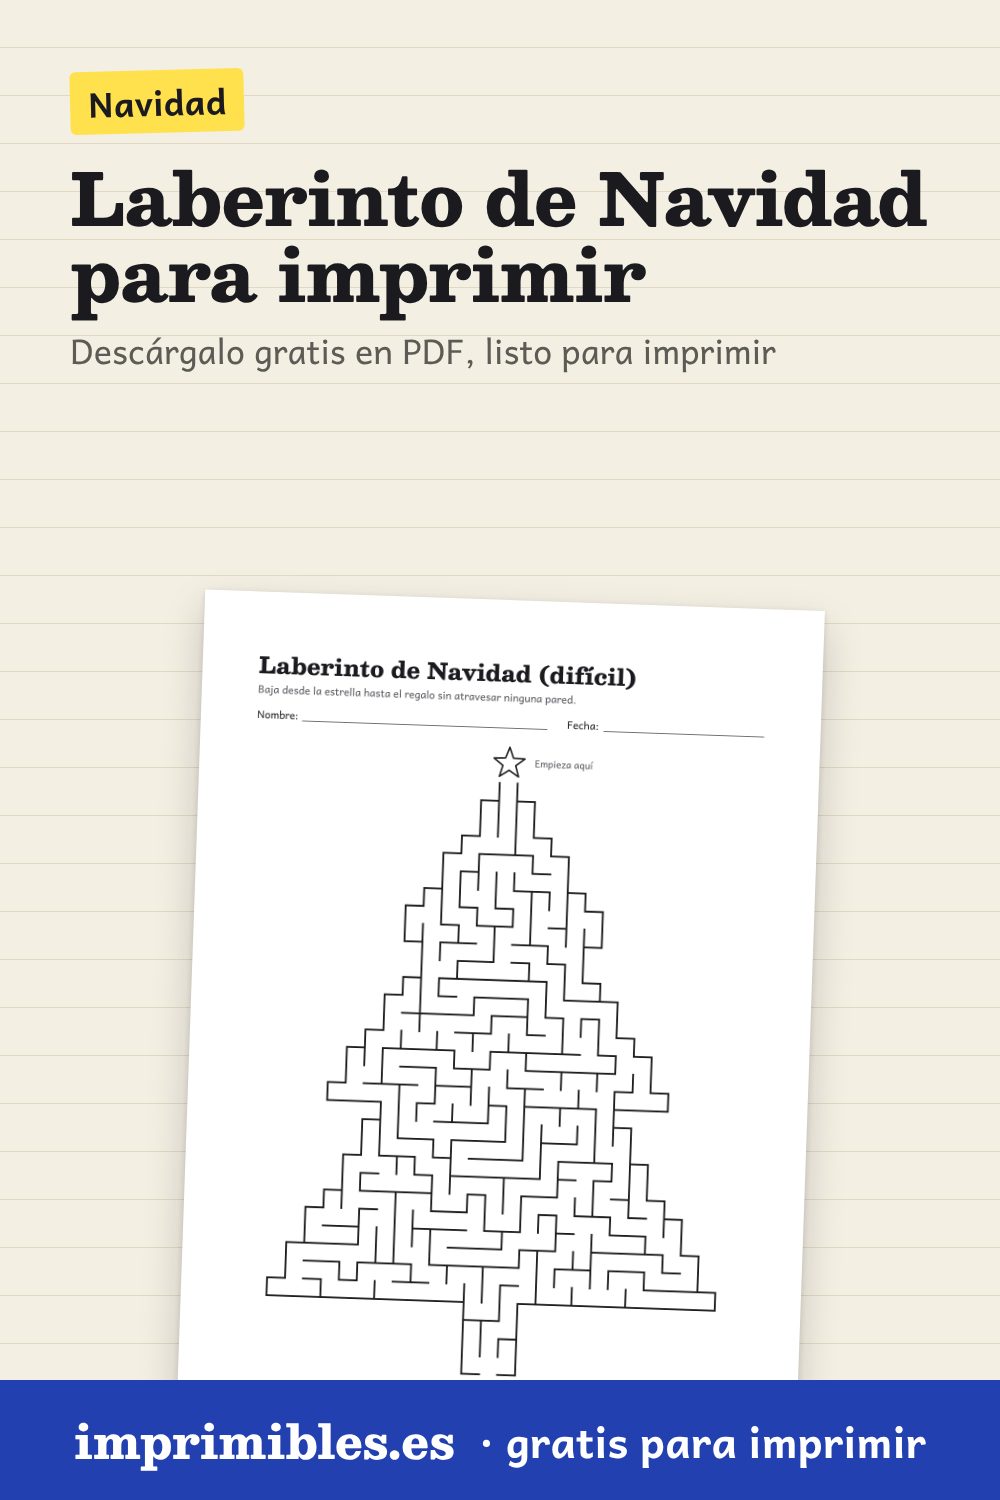 Navidad
Laberinto de Navidad
para imprimir
Descárgalo gratis en PDF, listo para imprimir
Laberinto de Navidad (difícil)
Baja desde la estrella hasta el regalo sin atravesar ninguna pared.
Nombre: Fecha:
Empieza aquí
imprimibles.es · gratis para imprimir